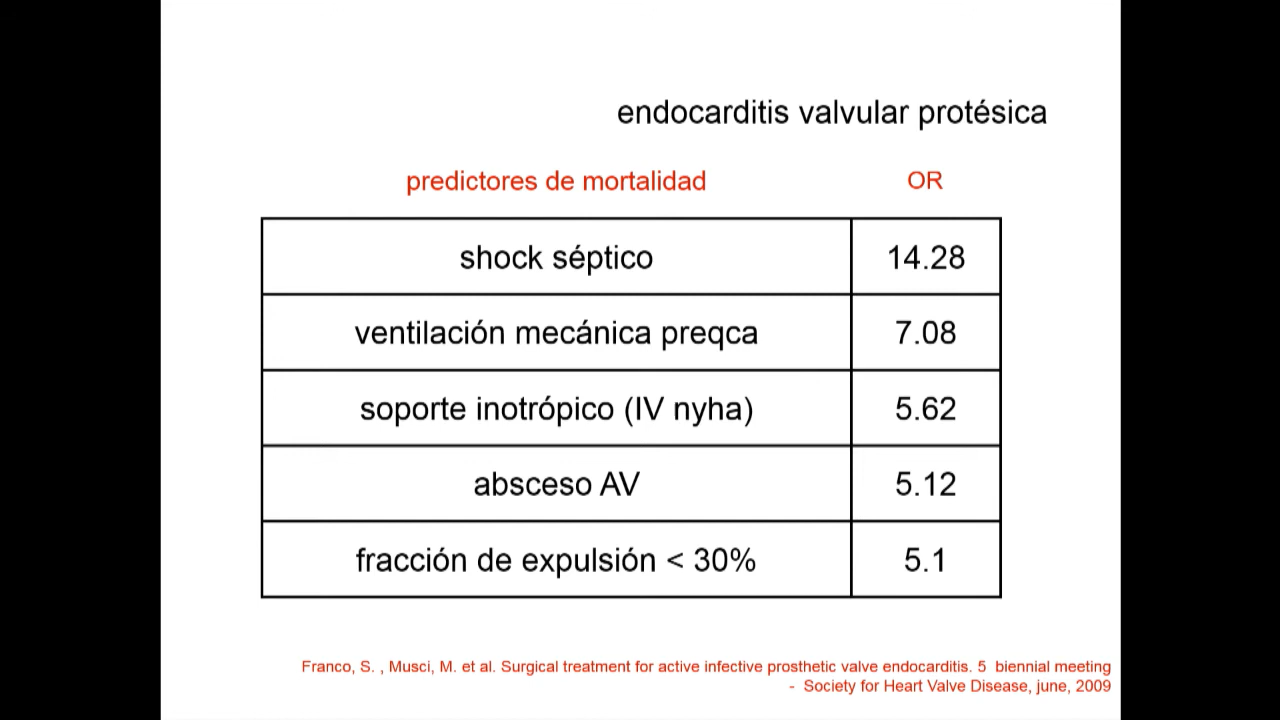 endocarditis valvular protésica
predictores de mortalidad OR
shock séptico 14.28
ventilación mecánica preqca 7.08
soporte inotrópico (IV nyha) 5.62
absceso AV 5.12
fracción de expulsión < 30% 5.1
Franco, S. , Musci, M. et al. Surgical treatment for active infective prosthetic valve endocarditis. 5 biennial meeting
- Society for Heart Valve Disease, june, 2009